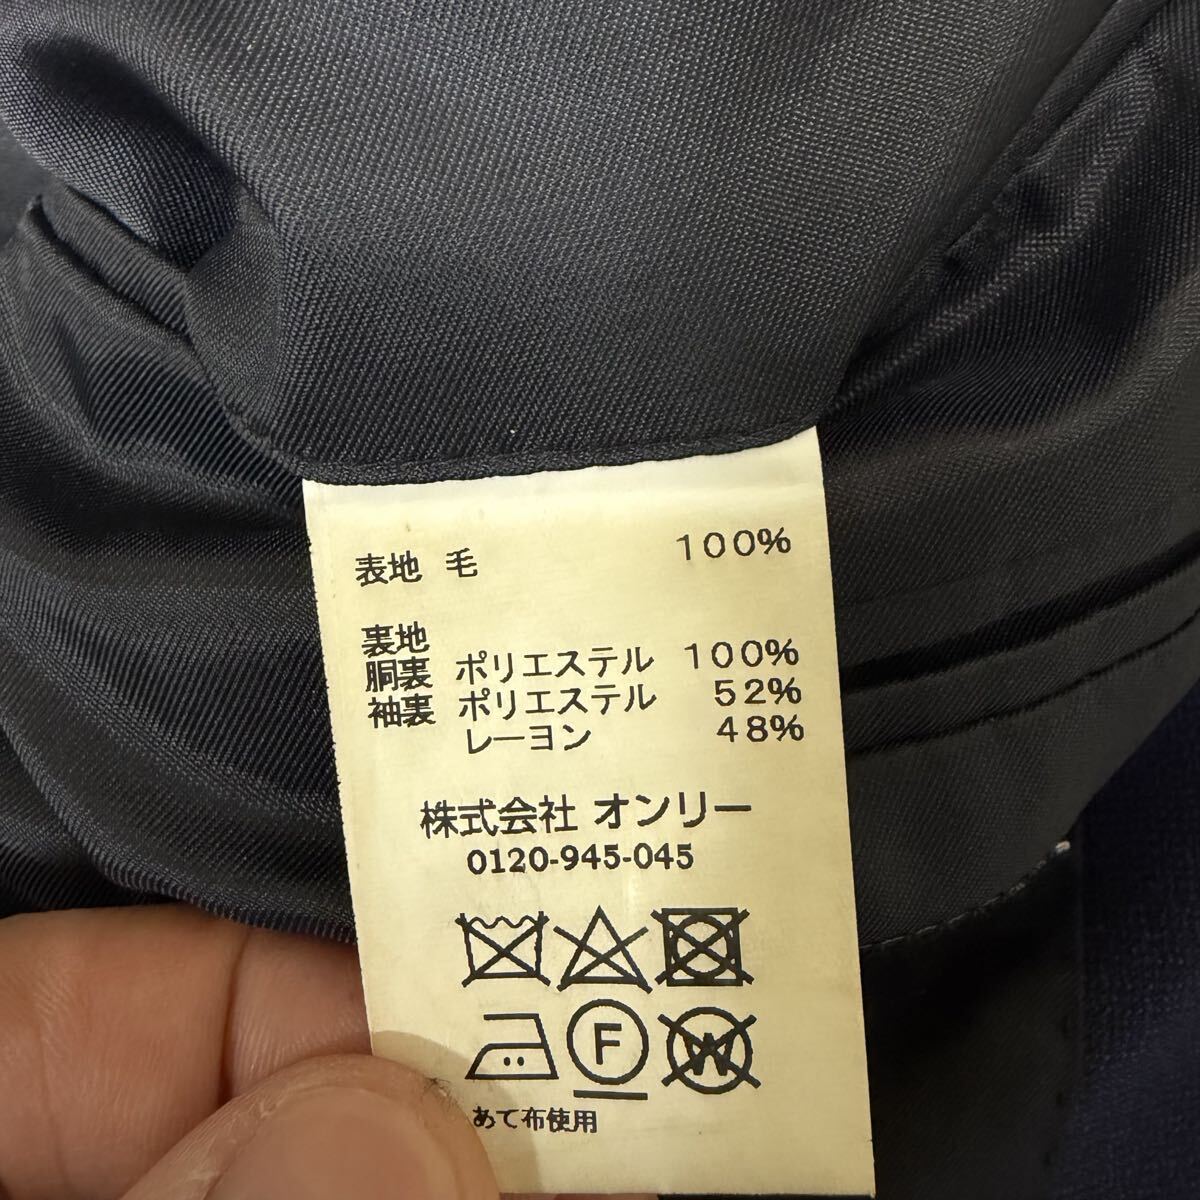 表地 毛 100%
裏地
胴裏 ポリエステル 100%
袖裏 ポリエステル 52%
レーヨン 48%
株式会社 オンリー
0120-945-045
F W
あて布使用